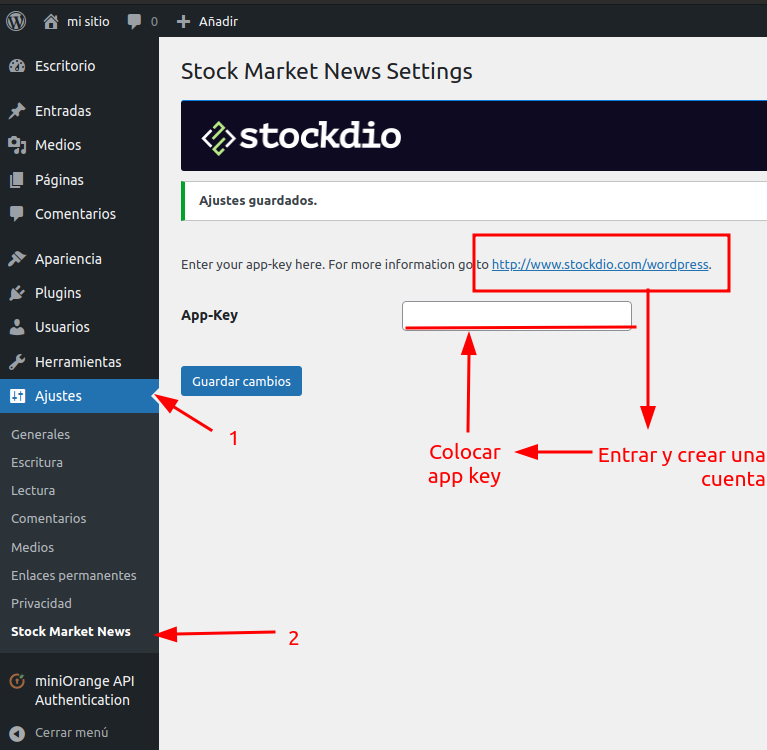 mi sitio
0
Añadir
Escritorio
Entradas
Medios
Páginas
Comentarios
Apariencia
Plugins
Usuarios
Herramientas
Ajustes
Generales
Escritura
Lectura
Comentarios
Medios
Enlaces permanentes
Privacidad
Stock Market News
miniOrange API
Authentication
Cerrar menú
Stock Market News Settings
stockdio
Ajustes guardados.
Enter your app-key here. For more information go to http://www.stockdio.com/wordpress.
App-Key
Guardar cambios
1
Colocar
app key
Entrar y crear una
cuenta
2